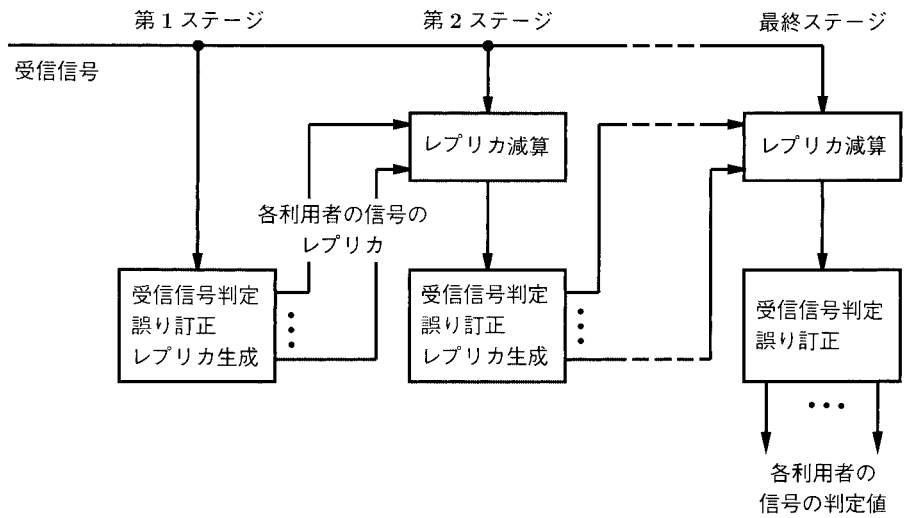 第 1 ステージ
第 2 ステージ
最終ステージ
受信信号
レプリカ減算
レプリカ減算
各利用者の信号の
レプリカ
受信信号判定
誤り訂正
レプリカ生成
受信信号判定
誤り訂正
レプリカ生成
受信信号判定
誤り訂正
各利用者の
信号の判定値